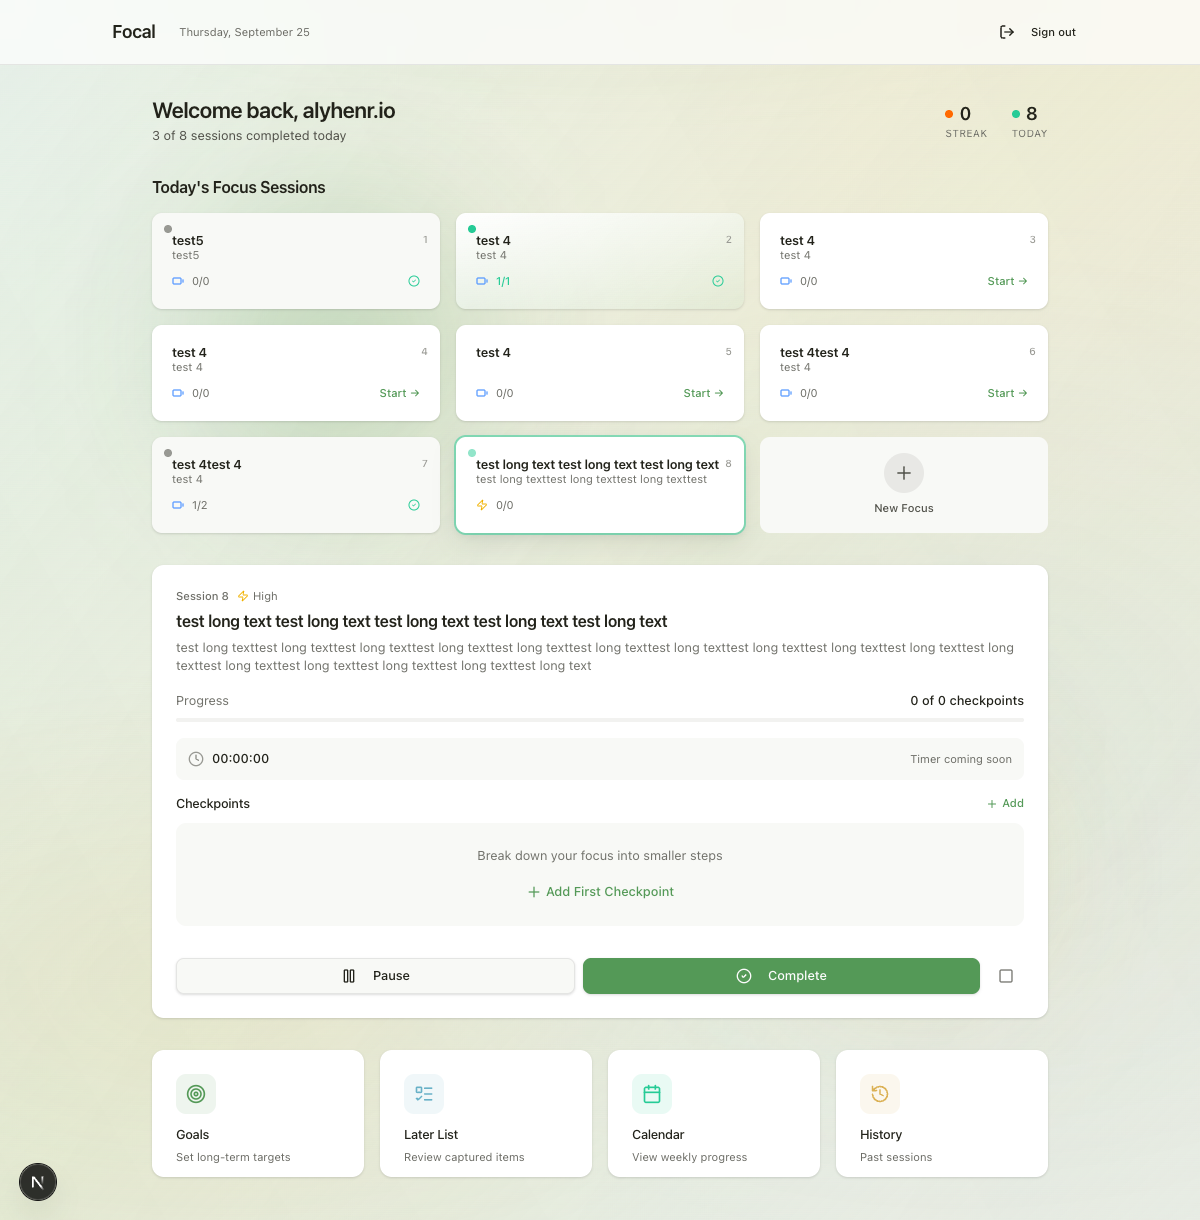 Focal
Thursday, September 25
Sign out
Welcome back, alyhenr.io
3 of 8 sessions completed today
0
STREAK
8
TODAY
Today's Focus Sessions
test5
1
test5
0/0
test 4
2
test 4
1/1
test 4
3
test 4
0/0
Start →
test 4
4
test 4
0/0
Start →
test 4
5
0/0
Start →
test 4test 4
6
test 4
0/0
Start →
test 4test 4
7
test 4
1/2
test long text test long text test long text
8
test long texttest long texttest long texttest
0/0
New Focus
Session 8
High
test long text test long text test long text test long text test long text
test long texttest long texttest long texttest long texttest long texttest long texttest long texttest long texttest long texttest long texttest long
texttest long texttest long texttest long texttest long texttest long text
Progress
0 of 0 checkpoints
00:00:00
Timer coming soon
Checkpoints
+ Add
Break down your focus into smaller steps
+ Add First Checkpoint
Pause
Complete
Goals
Set long-term targets
Later List
Review captured items
Calendar
View weekly progress
History
Past sessions
N